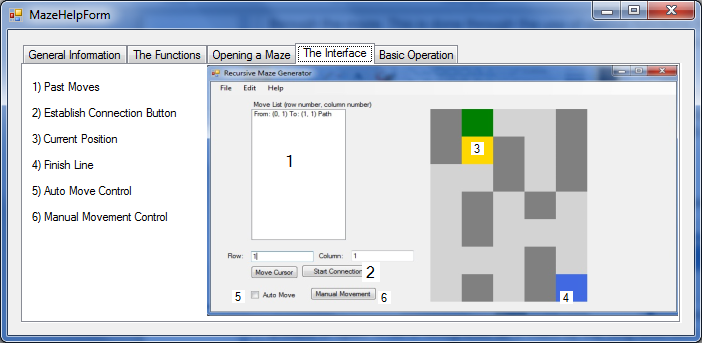 MazeHelpForm
General Information The Functions Opening a Maze The Interface Basic Operation
1) Past Moves
2) Establish Connection Button
3) Current Position
4) Finish Line
5) Auto Move Control
6) Manual Movement Control
Recursive Maze Generator
File Edit Help
Move List (row number, column number)
From: (0, 1) To: (1, 1) Path
1
3
Row: 1 Column: 1
Move Cursor Start Connection 2
5 Auto Move Manual Movement 6
4